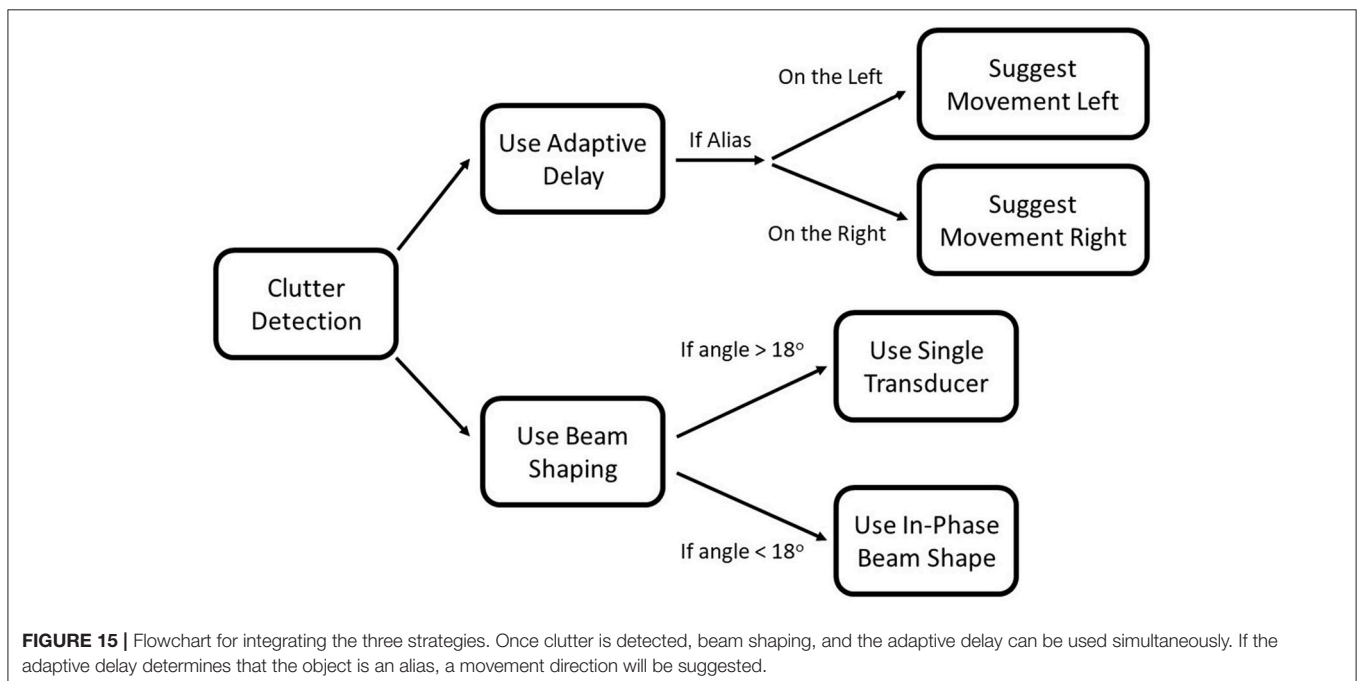 Clutter
Detection
Use Adaptive
Delay
If Alias
On the Left
Suggest
Movement Left
On the Right
Suggest
Movement Right
Use Beam
Shaping
If angle > 18°
Use Single
Transducer
If angle < 18°
Use In-Phase
Beam Shape
FIGURE 15 | Flowchart for integrating the three strategies. Once clutter is detected, beam shaping, and the adaptive delay can be used simultaneously. If the
adaptive delay determines that the object is an alias, a movement direction will be suggested.